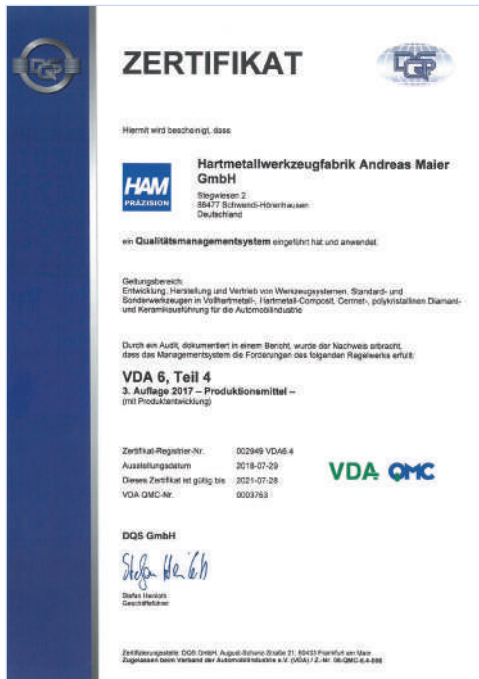 DQS
ZERTIFIKAT
DQS
Hiermit wird bescheinigt, dass
HAM
PRÄZISION
Hartmetallwerkzeugfabrik Andreas Maier
GmbH
Stegwiesen 2
88477 Schwendi-Hörenhausen
Deutschland
ein Qualitätsmanagementsystem eingeführt hat und anwendet.
Geltungsbereich:
Entwicklung, Herstellung und Vertrieb von Werkzeugsystemen, Standard- und
Sonderwerkzeugen in Vollhartmetall-, Hartmetall-Composit, Cermet-, polykristallinen Diamant-
und Keramikausführung für die Automobilindustrie
Durch ein Audit, dokumentiert in einem Bericht, wurde der Nachweis erbracht,
dass das Managementsystem die Forderungen des folgenden Regelwerks erfüllt:
VDA 6, Teil 4
3. Auflage 2017 – Produktionsmittel –
(mit Produktentwicklung)
Zertifikat-Registrier-Nr. 002949 VDA6.4
Ausstellungsdatum 2018-07-29
Dieses Zertifikat ist gültig bis 2021-07-28
VDA QMC-Nr. 0003763
VDA QMC
DQS GmbH
Stefan Heinloth
Stefan Heinloth
Geschäftsführer
Zertifizierungsstelle: DQS GmbH, August-Schanz-Straße 21, 60433 Frankfurt am Main
Zugelassen beim Verband der Automobilindustrie e.V. (VDA) / Z.-Nr.